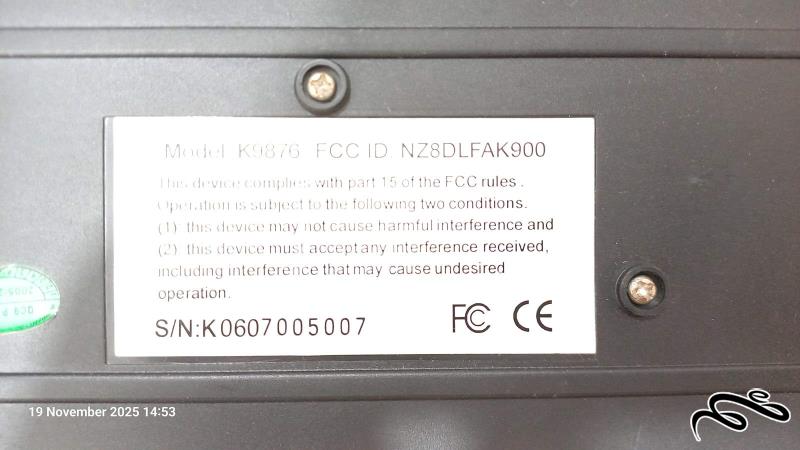 Model K9876 FCC ID NZ8DLFAK900
This device complies with part 15 of the FCC rules .
Operation is subject to the following two conditions.
(1) this device may not cause harmful interference and
(2) this device must accept any interference received,
including interference that may cause undesired
operation.
S/N:K0607005007
FC CE
19 November 2025 14:53